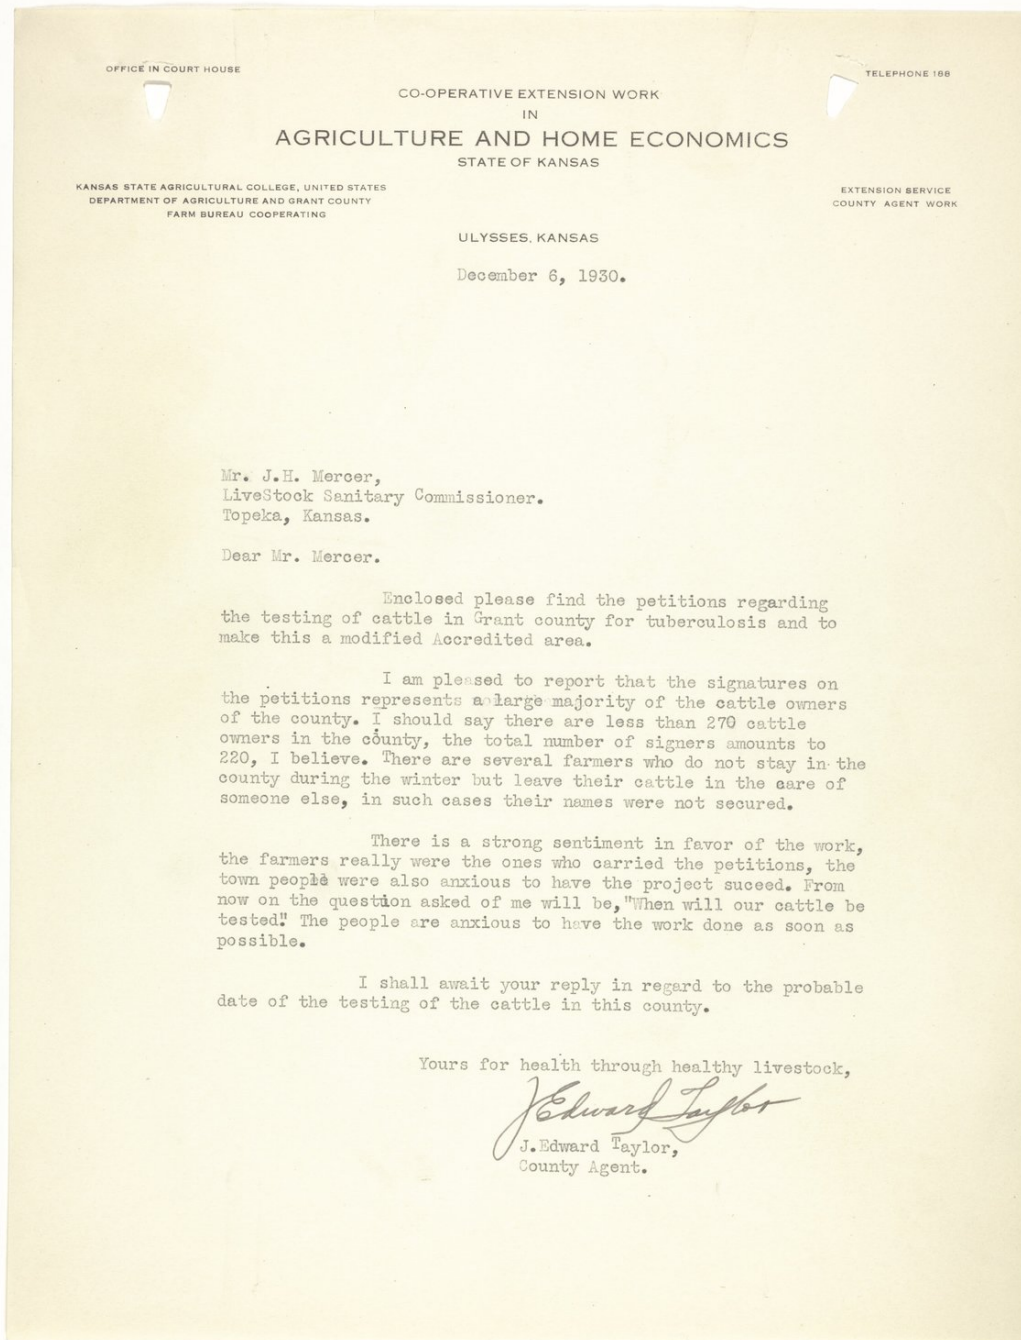 OFFICE IN COURT HOUSE
TELEPHONE 188
CO-OPERATIVE EXTENSION WORK
IN
AGRICULTURE AND HOME ECONOMICS
STATE OF KANSAS
KANSAS STATE AGRICULTURAL COLLEGE, UNITED STATES
DEPARTMENT OF AGRICULTURE AND GRANT COUNTY
FARM BUREAU COOPERATING
EXTENSION SERVICE
COUNTY AGENT WORK
ULYSSES, KANSAS
December 6, 1930.
Mr. J.H. Mercer,
LiveStock Sanitary Commissioner.
Topeka, Kansas.
Dear Mr. Mercer.
Enclosed please find the petitions regarding
the testing of cattle in Grant county for tuberculosis and to
make this a modified Accredited area.
I am pleased to report that the signatures on
the petitions represents a large majority of the cattle owners
of the county. I should say there are less than 270 cattle
owners in the county, the total number of signers amounts to
220, I believe. There are several farmers who do not stay in the
county during the winter but leave their cattle in the care of
someone else, in such cases their names were not secured.
There is a strong sentiment in favor of the work,
the farmers really were the ones who carried the petitions, the
town people were also anxious to have the project suceed. From
now on the question asked of me will be,"When will our cattle be
tested". The people are anxious to have the work done as soon as
possible.
I shall await your reply in regard to the probable
date of the testing of the cattle in this county.
Yours for health through healthy livestock,
J Edward Taylor
J.Edward Taylor,
County Agent.